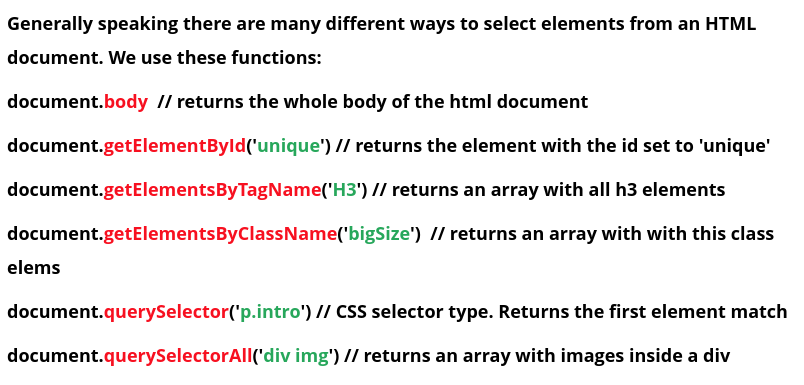 Generally speaking there are many different ways to select elements from an HTML
document. We use these functions:
document.body  // returns the whole body of the html document
document.getElementById('unique') // returns the element with the id set to 'unique'
document.getElementsByTagName('H3') // returns an array with all h3 elements
document.getElementsByClassName('bigSize')  // returns an array with with this class
elems
document.querySelector('p.intro') // CSS selector type. Returns the first element match
document.querySelectorAll('div img') // returns an array with images inside a div